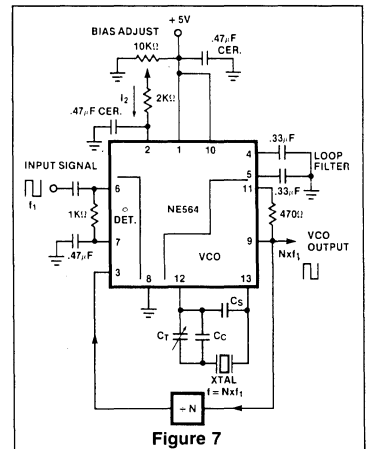 + 5V
BIAS ADJUST
10KΩ
.47µF
CER.
I2
2KΩ
.47µF CER.
2
1
10
4
.33µF
LOOP
FILTER
5
.33µF
INPUT SIGNAL
f1
6
11
1KΩ
DET.
NE564
470Ω
VCO
OUTPUT
7
9
Nxf1
.47µF
VCO
3
8
12
13
CS
CT
CC
XTAL
f = Nxf1
÷ N
Figure 7